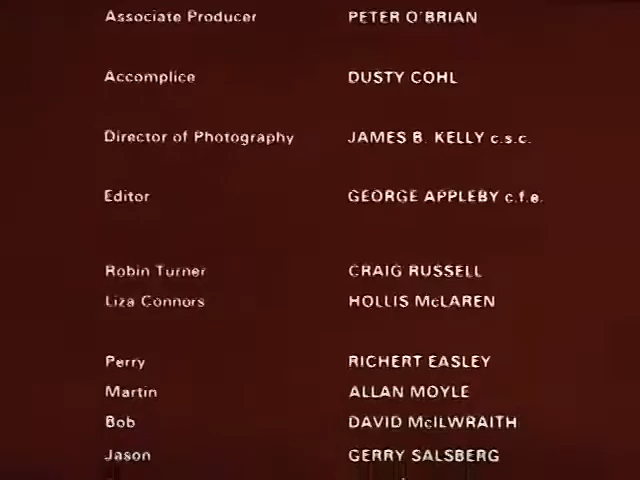 Associate Producer PETER O'BRIAN
Accomplice DUSTY COHL
Director of Photography JAMES B. KELLY c.s.c.
Editor GEORGE APPLEBY c.f.e.
Robin Turner CRAIG RUSSELL
Liza Connors HOLLIS McLAREN
Perry RICHERT EASLEY
Martin ALLAN MOYLE
Bob DAVID McILWRAITH
Jason GERRY SALSBERG